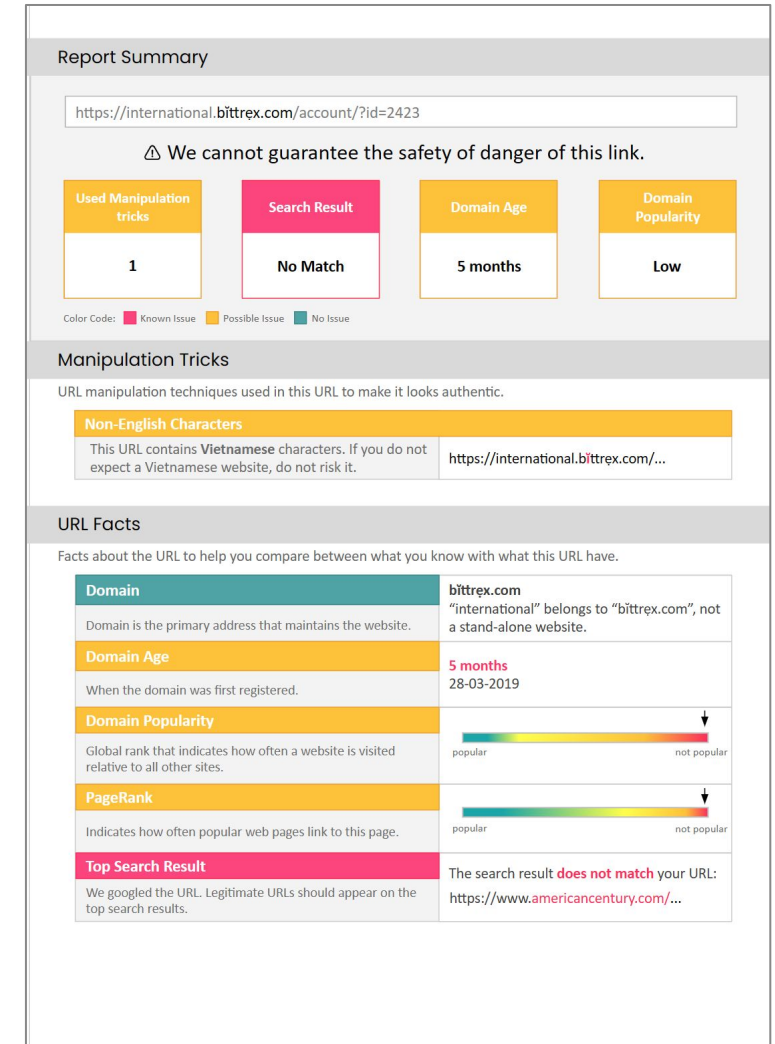 Report Summary
https://international.bǐttrẹx.com/account/?id=2423
⚠ We cannot guarantee the safety of danger of this link.
Used Manipulation
tricks
1
Search Result
No Match
Domain Age
5 months
Domain
Popularity
Low
Color Code: Known Issue Possible Issue No Issue
Manipulation Tricks
URL manipulation techniques used in this URL to make it looks authentic.
Non-English Characters
This URL contains Vietnamese characters. If you do not
expect a Vietnamese website, do not risk it.
https://international.bǐttrẹx.com/...
URL Facts
Facts about the URL to help you compare between what you know with what this URL have.
Domain
Domain is the primary address that maintains the website.
bǐttrẹx.com
“international” belongs to “bǐttrẹx.com”, not
a stand-alone website.
Domain Age
When the domain was first registered.
5 months
28-03-2019
Domain Popularity
Global rank that indicates how often a website is visited
relative to all other sites.
popular not popular
PageRank
Indicates how often popular web pages link to this page.
popular not popular
Top Search Result
We googled the URL. Legitimate URLs should appear on the
top search results.
The search result does not match your URL:
https://www.americancentury.com/...